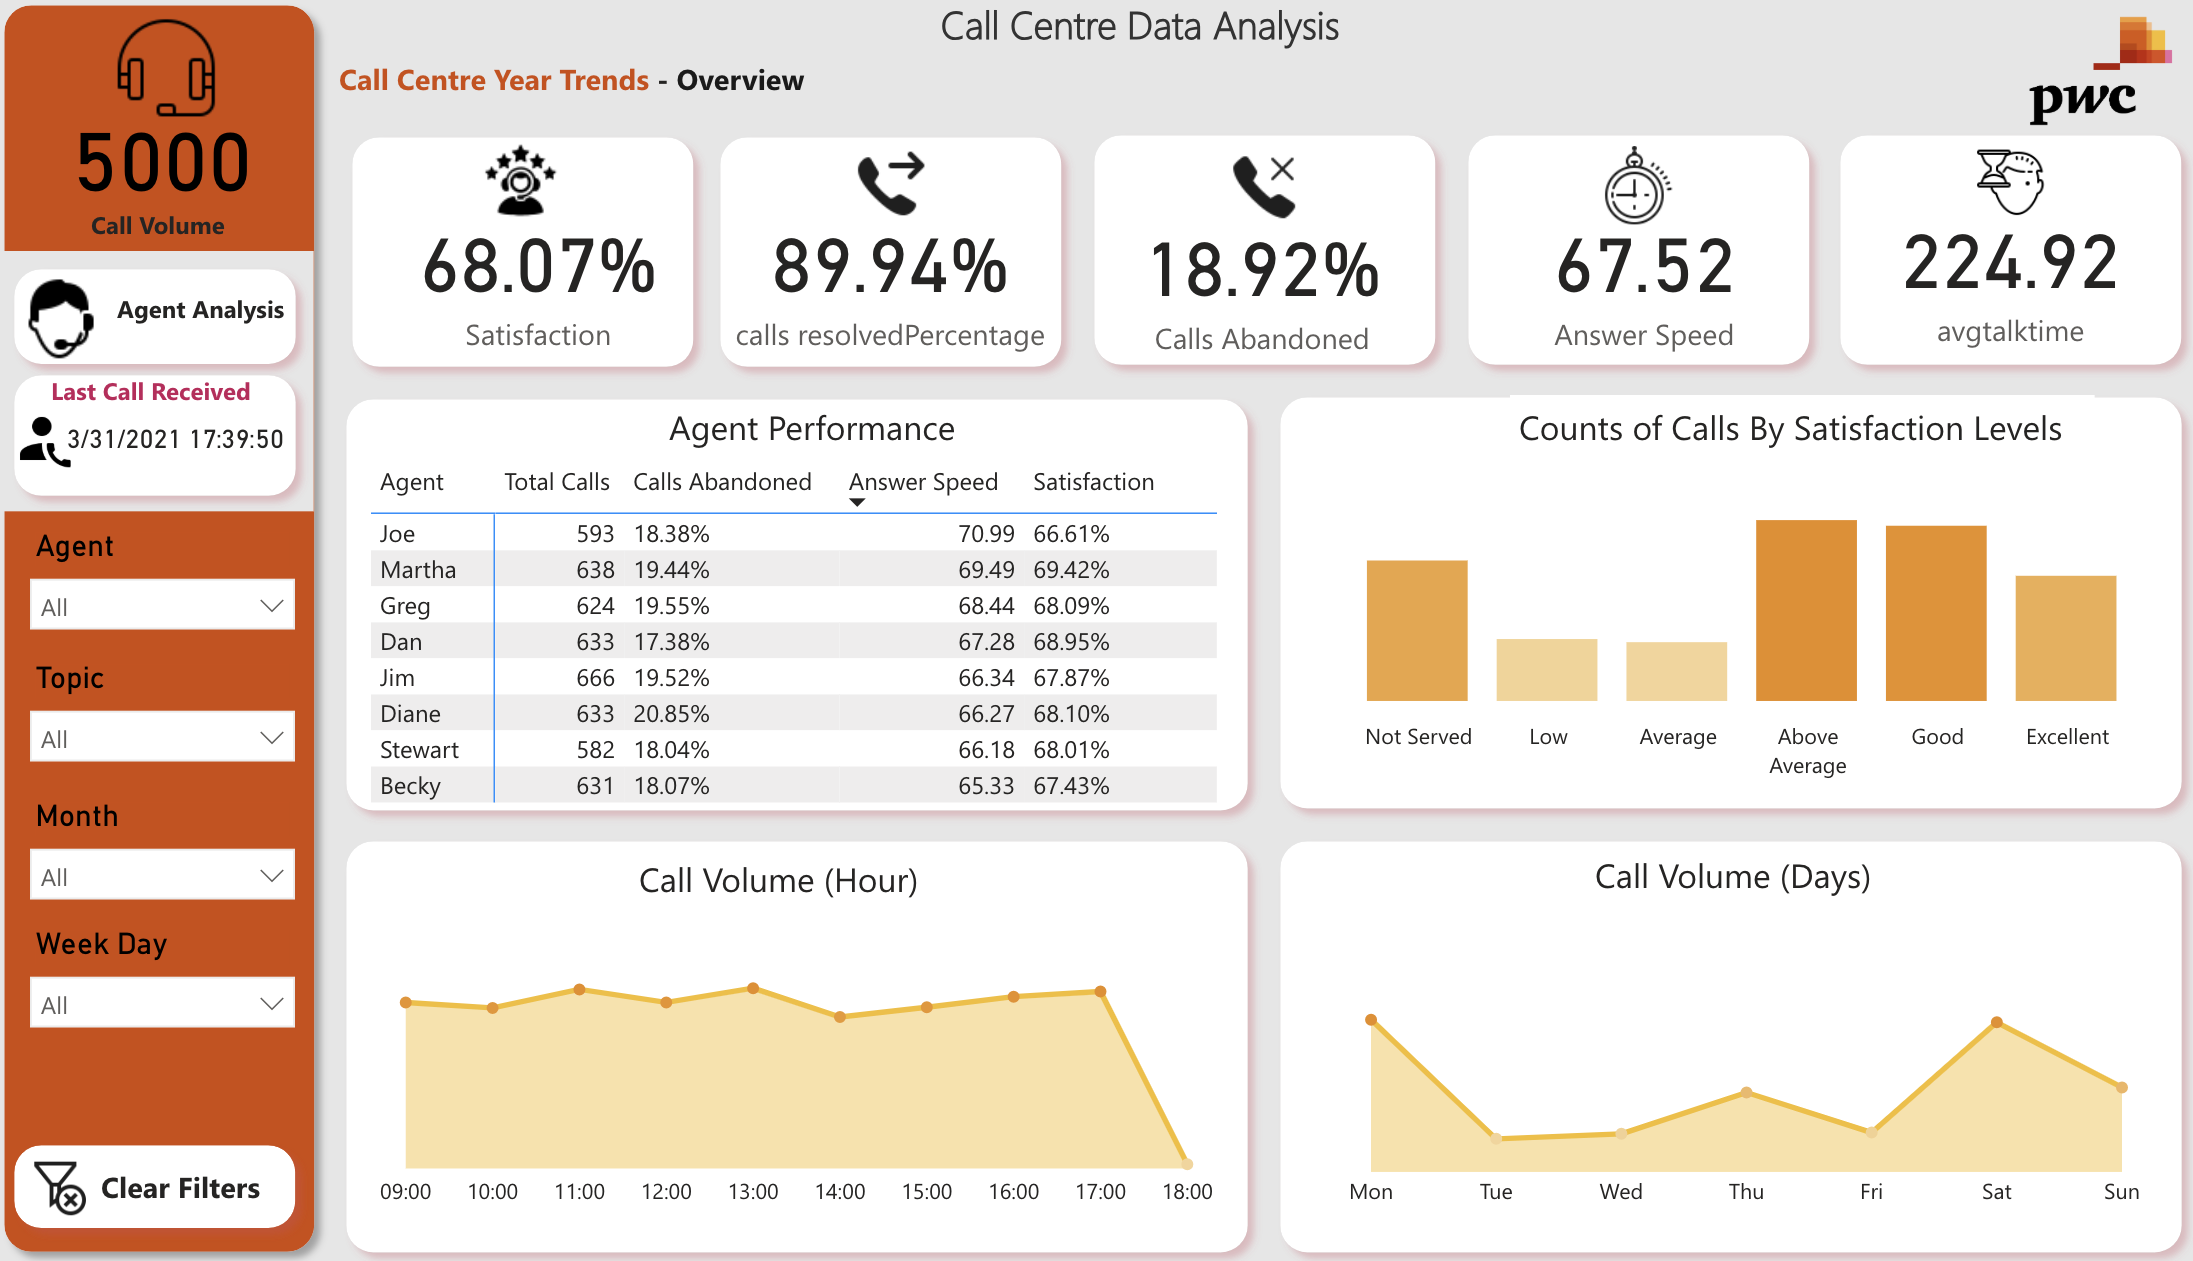 Call Centre Data Analysis
Call Centre Year Trends - Overview
pwc
5000
Call Volume
Agent Analysis
Last Call Received
3/31/2021 17:39:50
Agent
All
Topic
All
Month
All
Week Day
All
Clear Filters
68.07%
Satisfaction
89.94%
calls resolvedPercentage
18.92%
Calls Abandoned
67.52
Answer Speed
224.92
avgtalktime
Agent Performance
Agent Total Calls Calls Abandoned Answer Speed Satisfaction
Joe 593 18.38% 70.99 66.61%
Martha 638 19.44% 69.49 69.42%
Greg 624 19.55% 68.44 68.09%
Dan 633 17.38% 67.28 68.95%
Jim 666 19.52% 66.34 67.87%
Diane 633 20.85% 66.27 68.10%
Stewart 582 18.04% 66.18 68.01%
Becky 631 18.07% 65.33 67.43%
Counts of Calls By Satisfaction Levels
Not Served Low Average Above Good Excellent
Average
Call Volume (Hour)
09:00 10:00 11:00 12:00 13:00 14:00 15:00 16:00 17:00 18:00
Call Volume (Days)
Mon Tue Wed Thu Fri Sat Sun